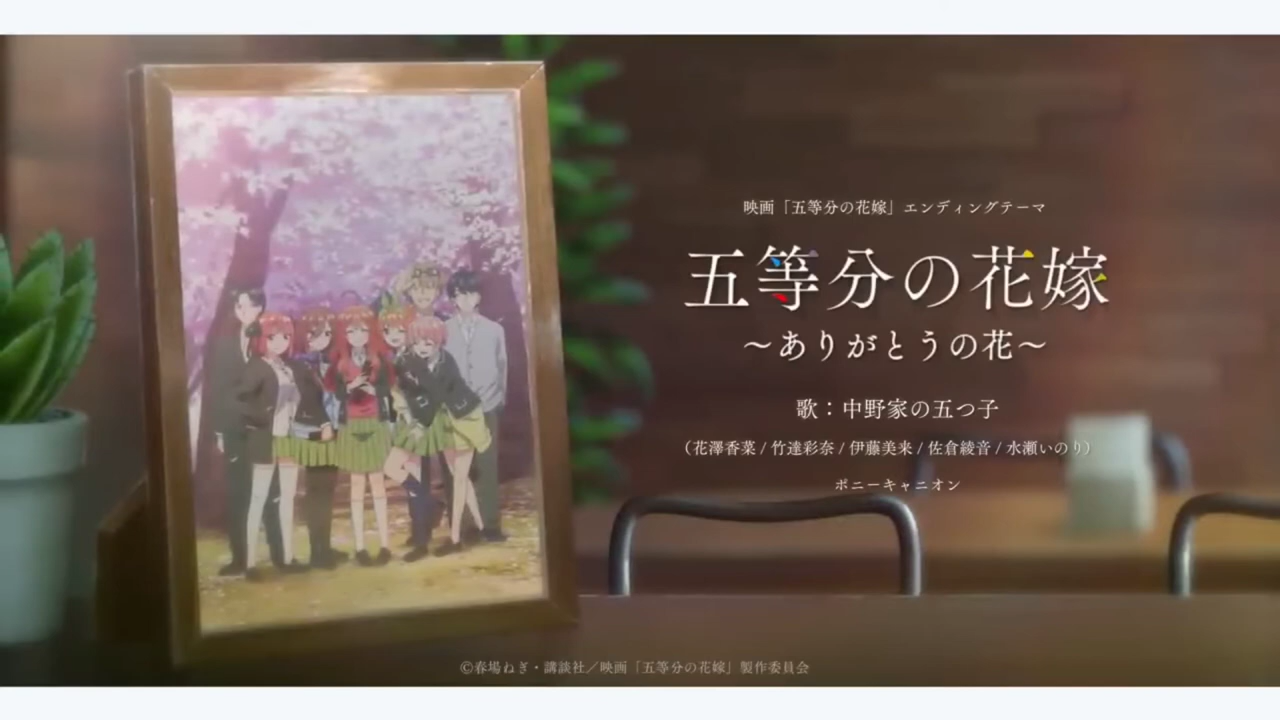 映画「五等分の花嫁」エンディングテーマ
五等分の花嫁
〜ありがとうの花〜
歌：中野家の五つ子
（花澤香菜 / 竹達彩奈 / 伊藤美来 / 佐倉綾音 / 水瀬いのり）
ポニーキャニオン
©春場ねぎ・講談社／映画「五等分の花嫁」製作委員会